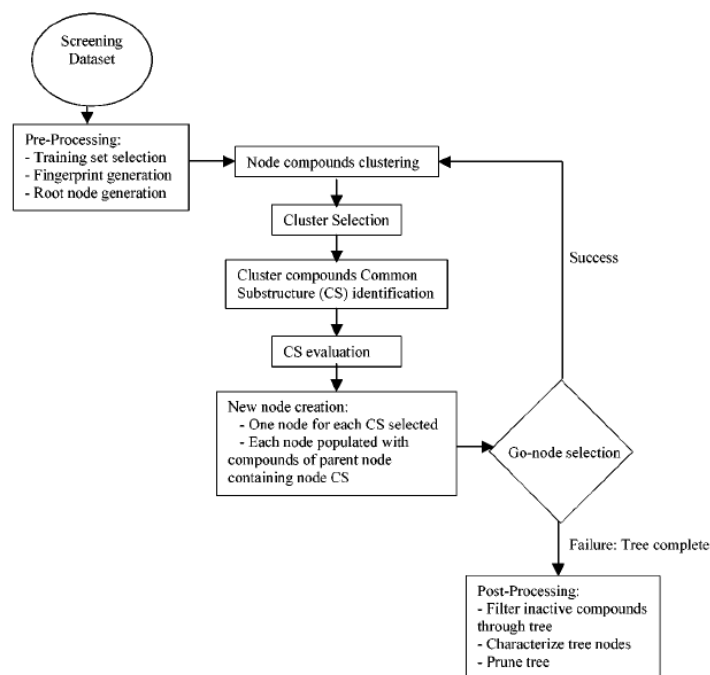 Screening
Dataset
Pre-Processing:
- Training set selection
- Fingerprint generation
- Root node generation
Node compounds clustering
Cluster Selection
Cluster compounds Common
Substructure (CS) identification
CS evaluation
New node creation:
- One node for each CS selected
- Each node populated with
compounds of parent node
containing node CS
Success
Go-node selection
Failure: Tree complete
Post-Processing:
- Filter inactive compounds
through tree
- Characterize tree nodes
- Prune tree